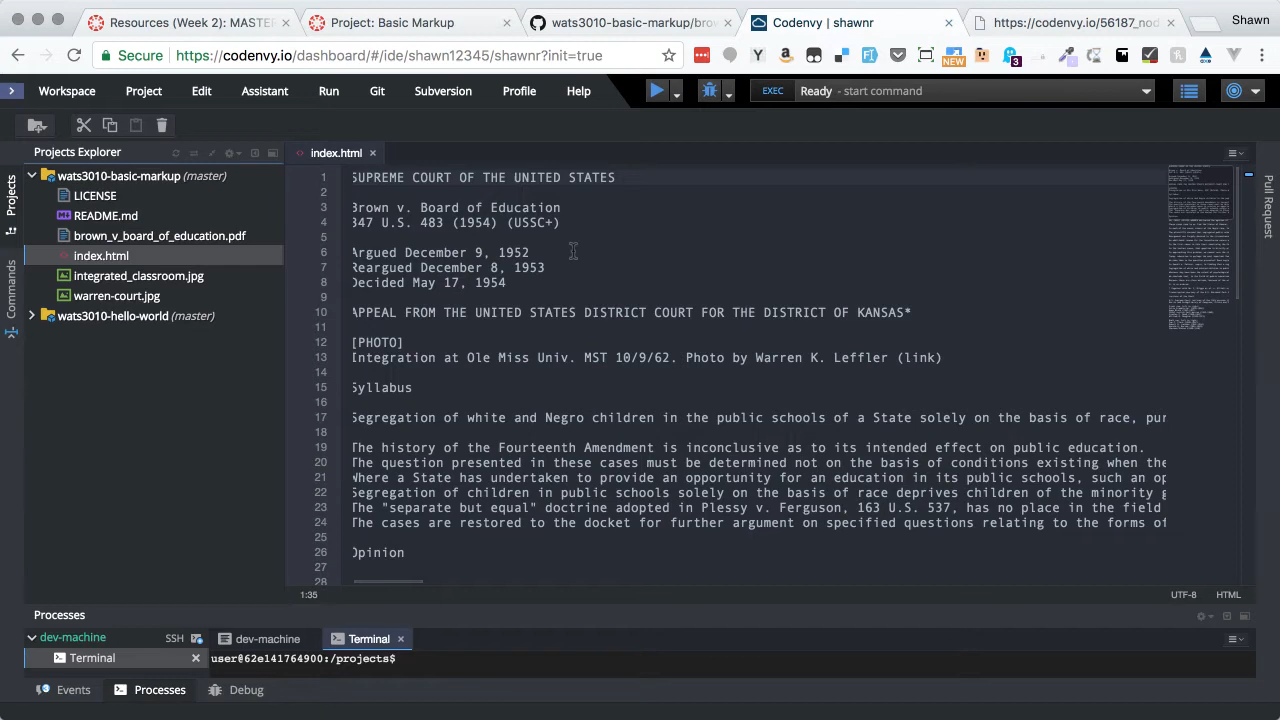 Resources (Week 2): MASTE
Project: Basic Markup
wats3010-basic-markup/brow
Codenvy | shawnr
https://codenvy.io/56187_nod
Shawn
Secure
https://codenvy.io/dashboard/#/ide/shawn12345/shawnr?init=true
NEW
3
Workspace
Project
Edit
Assistant
Run
Git
Subversion
Profile
Help
EXEC
Ready - start command
Projects Explorer
index.html
Projects
Commands
Pull Request
wats3010-basic-markup (master)
LICENSE
README.md
brown_v_board_of_education.pdf
index.html
integrated_classroom.jpg
warren-court.jpg
wats3010-hello-world (master)
1 SUPREME COURT OF THE UNITED STATES
2
3 Brown v. Board of Education
4 347 U.S. 483 (1954) (USSC+)
5
6 Argued December 9, 1952
7 Reargued December 8, 1953
8 Decided May 17, 1954
9
10 APPEAL FROM THE UNITED STATES DISTRICT COURT FOR THE DISTRICT OF KANSAS*
11
12 [PHOTO]
13 Integration at Ole Miss Univ. MST 10/9/62. Photo by Warren K. Leffler (link)
14
15 Syllabus
16
17 Segregation of white and Negro children in the public schools of a State solely on the basis of race, pur
18
19 The history of the Fourteenth Amendment is inconclusive as to its intended effect on public education.
20 The question presented in these cases must be determined not on the basis of conditions existing when the
21 Where a State has undertaken to provide an opportunity for an education in its public schools, such an op
22 Segregation of children in public schools solely on the basis of race deprives children of the minority g
23 The "separate but equal" doctrine adopted in Plessy v. Ferguson, 163 U.S. 537, has no place in the field
24 The cases are restored to the docket for further argument on specified questions relating to the forms of
25
26 Opinion
27
28
1:35
UTF-8
HTML
Processes
dev-machine
SSH
dev-machine
Terminal
Terminal
user@62e141764900:/projects$
Events
Processes
Debug